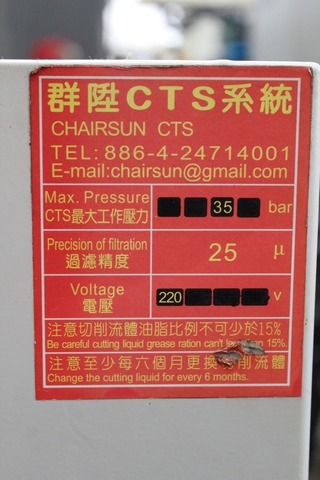 群陞CTS系統
CHAIRSUN CTS
TEL:886-4-24714001
E-mail:chairsun@gmail.com
Max. Pressure
CTS最大工作壓力
35 bar
Precision of filtration
過濾精度
25 μ
Voltage
電壓
220 v
注意切削流體油脂比例不可少於15%
Be careful cutting liquid grease ration can't less than 15%.
注意至少每六個月更換 削流體
Change the cutting liquid for every 6 months.